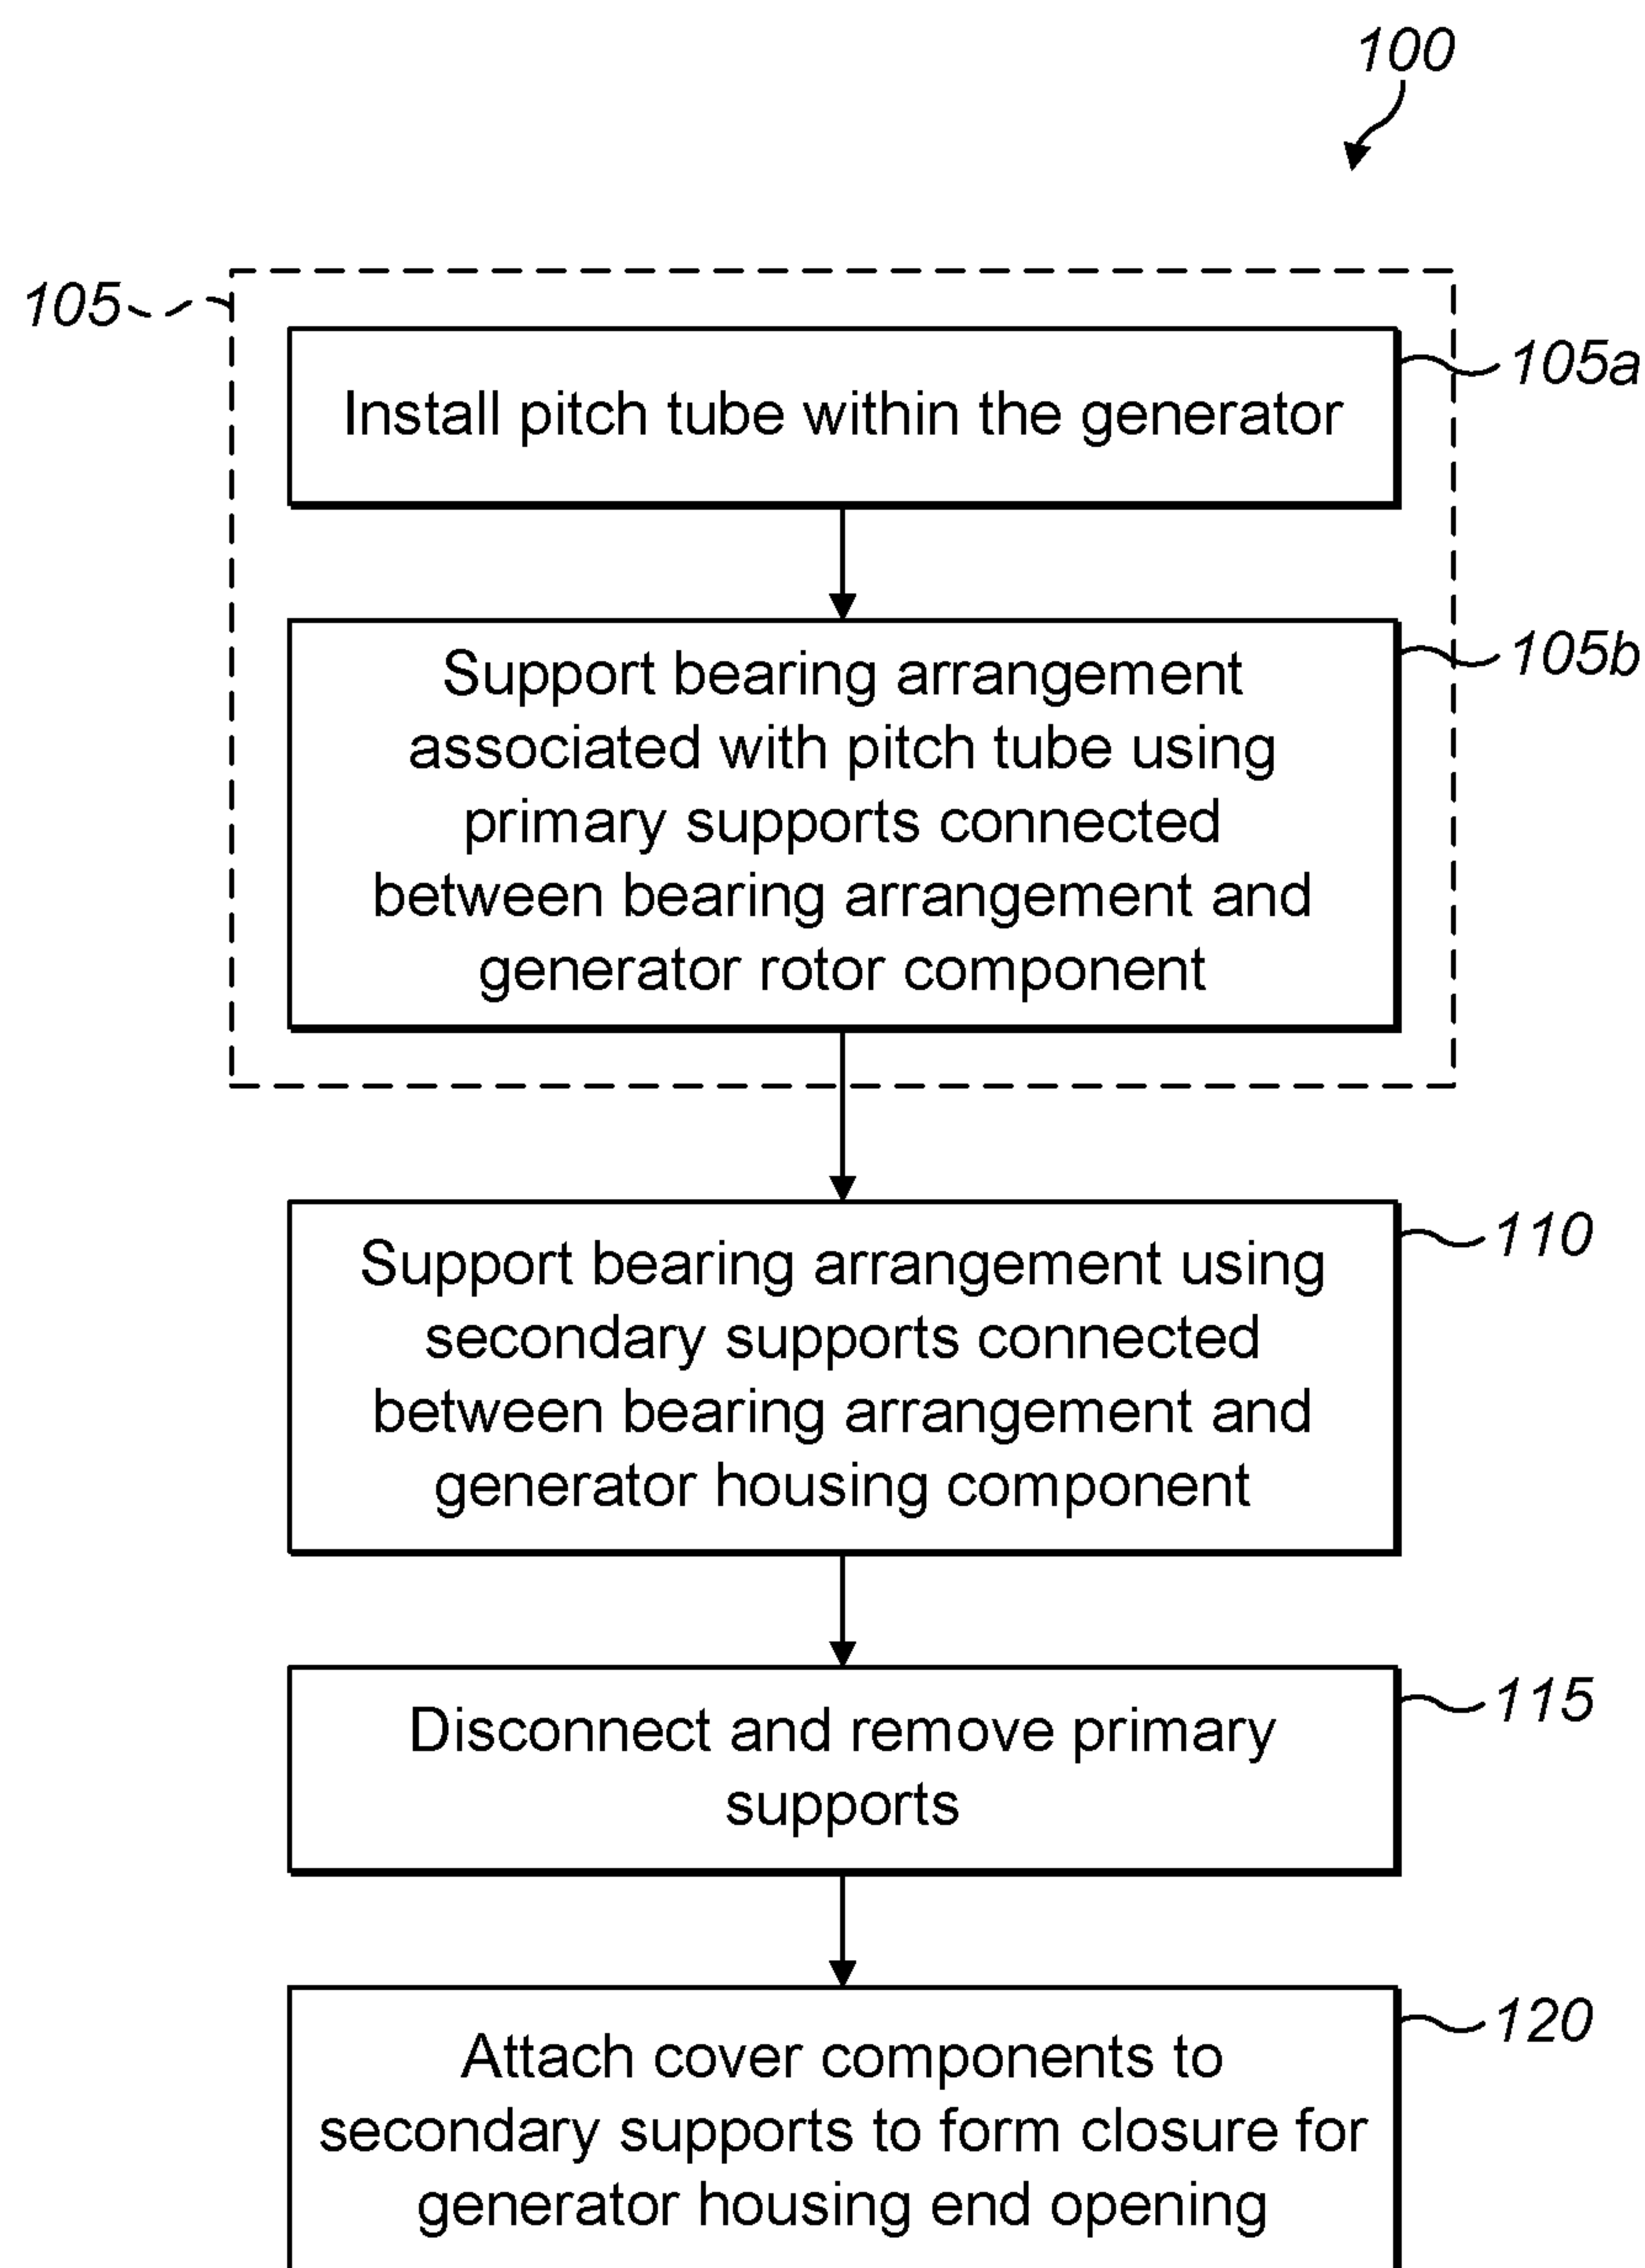 100
105
105a
Install pitch tube within the generator
105b
Support bearing arrangement
associated with pitch tube using
primary supports connected
between bearing arrangement and
generator rotor component
110
Support bearing arrangement using
secondary supports connected
between bearing arrangement and
generator housing component
115
Disconnect and remove primary
supports
120
Attach cover components to
secondary supports to form closure for
generator housing end opening